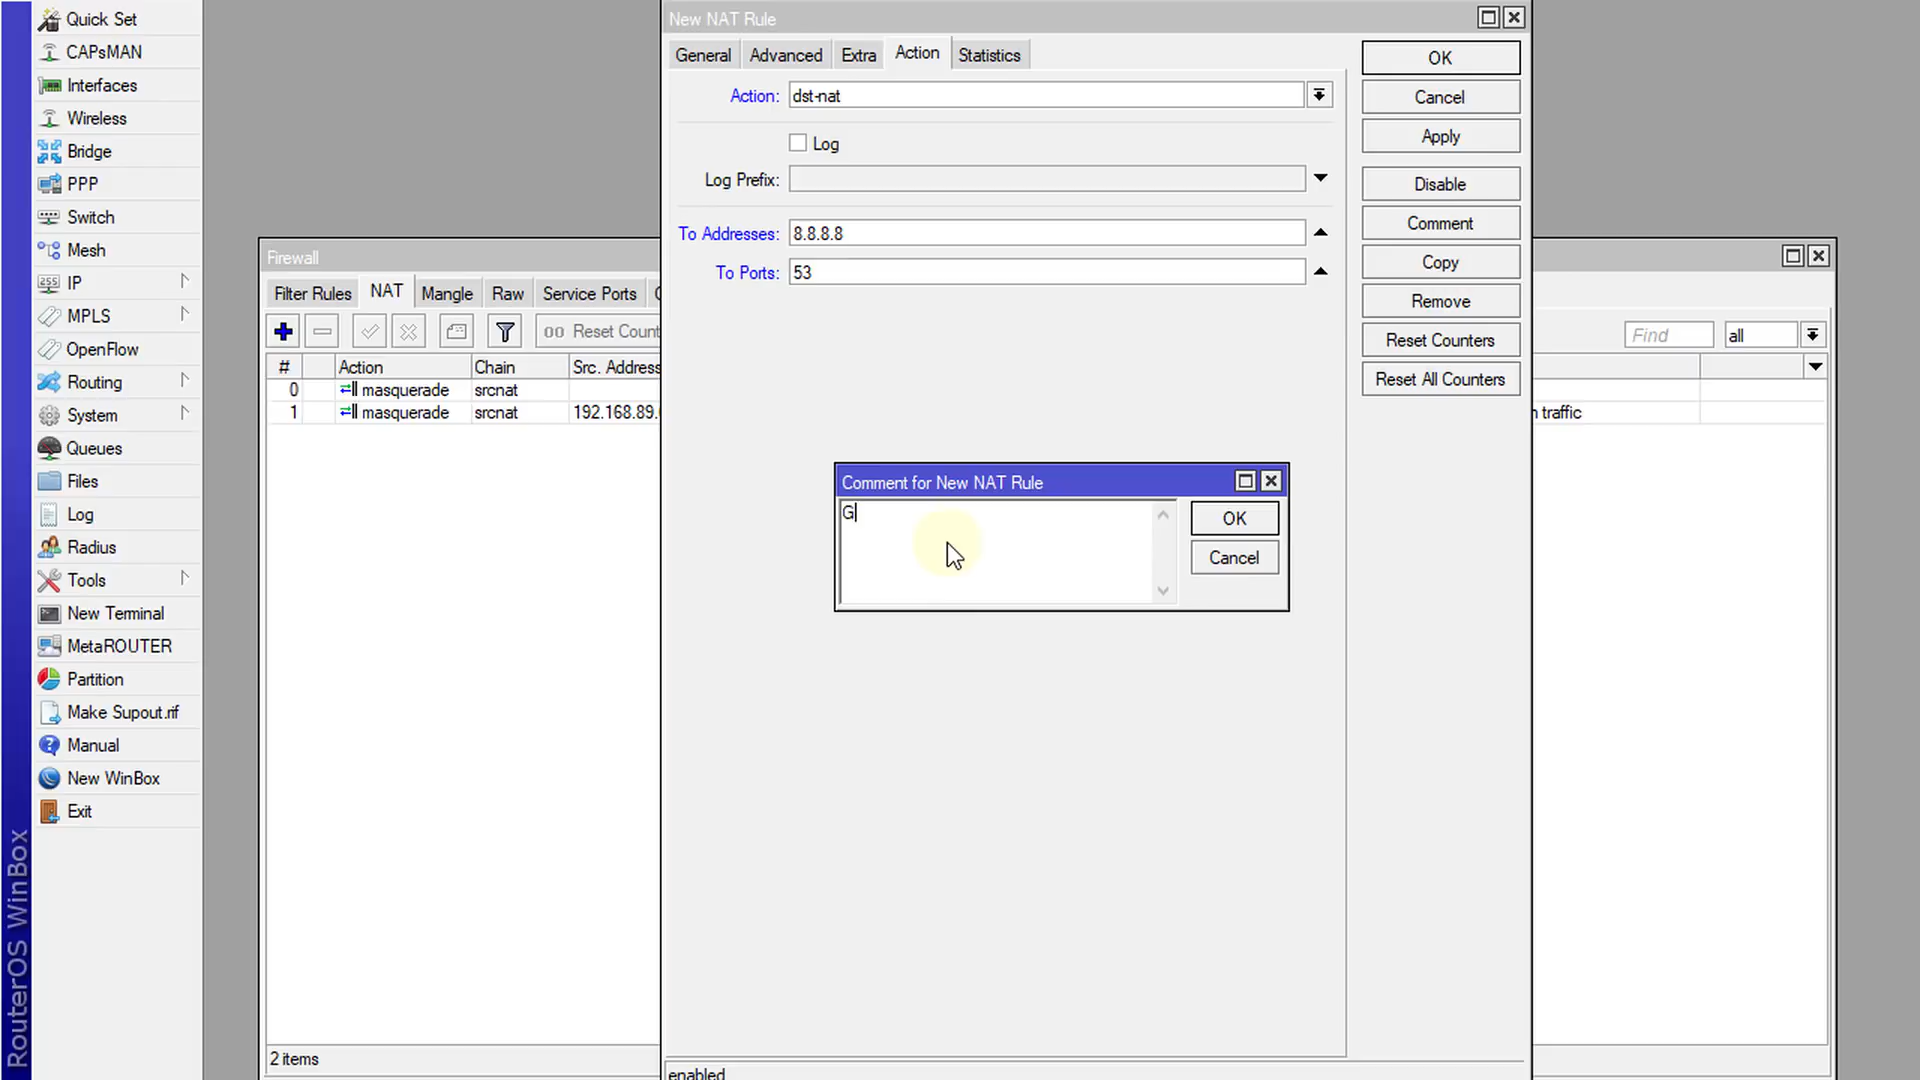 Quick Set
CAPsMAN
Interfaces
Wireless
Bridge
PPP
Switch
Mesh
IP
MPLS
OpenFlow
Routing
System
Queues
Files
Log
Radius
Tools
New Terminal
MetaROUTER
Partition
Make Supout.rif
Manual
New WinBox
Exit
RouterOS WinBox
Firewall
Filter Rules NAT Mangle Raw Service Ports
00 Reset Count
Find all
# Action Chain Src. Address
0 masquerade srcnat
1 masquerade srcnat 192.168.89. traffic
2 items
New NAT Rule
General Advanced Extra Action Statistics
Action: dst-nat
Log
Log Prefix:
To Addresses: 8.8.8.8
To Ports: 53
OK
Cancel
Apply
Disable
Comment
Copy
Remove
Reset Counters
Reset All Counters
enabled
Comment for New NAT Rule
G
OK
Cancel